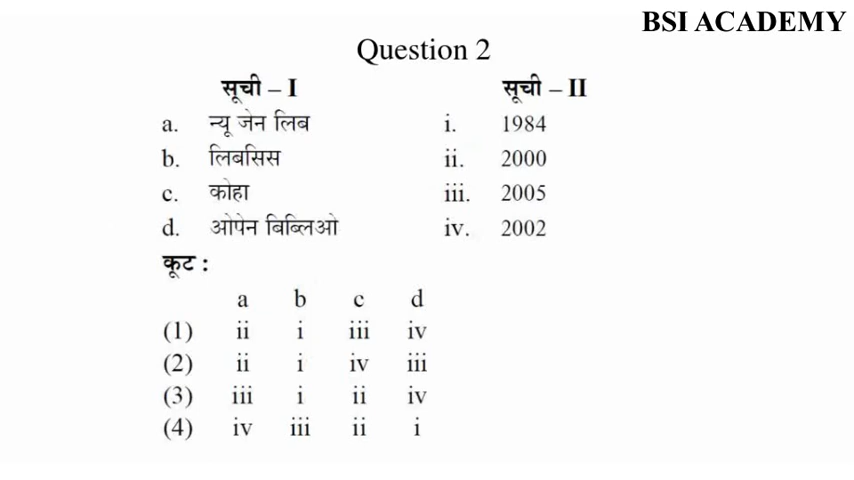 BSI ACADEMY
Question 2
सूची – I सूची – II
a. न्यू जेन लिब i. 1984
b. लिबसिस ii. 2000
c. कोहा iii. 2005
d. ओपेन बिब्लिओ iv. 2002
कूट :
a b c d
(1) ii i iii iv
(2) ii i iv iii
(3) iii i ii iv
(4) iv iii ii i